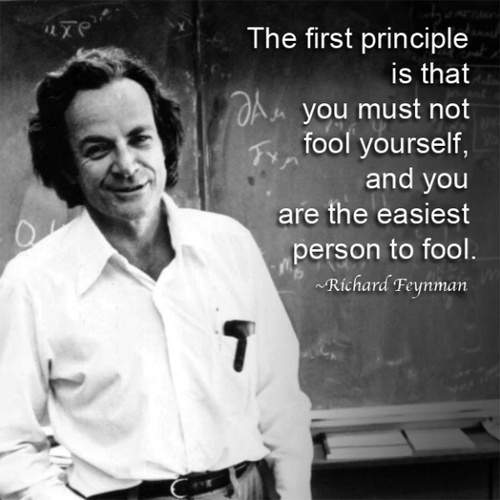 The first principle
is that
you must not
fool yourself,
and you
are the easiest
person to fool.
~Richard Feynman